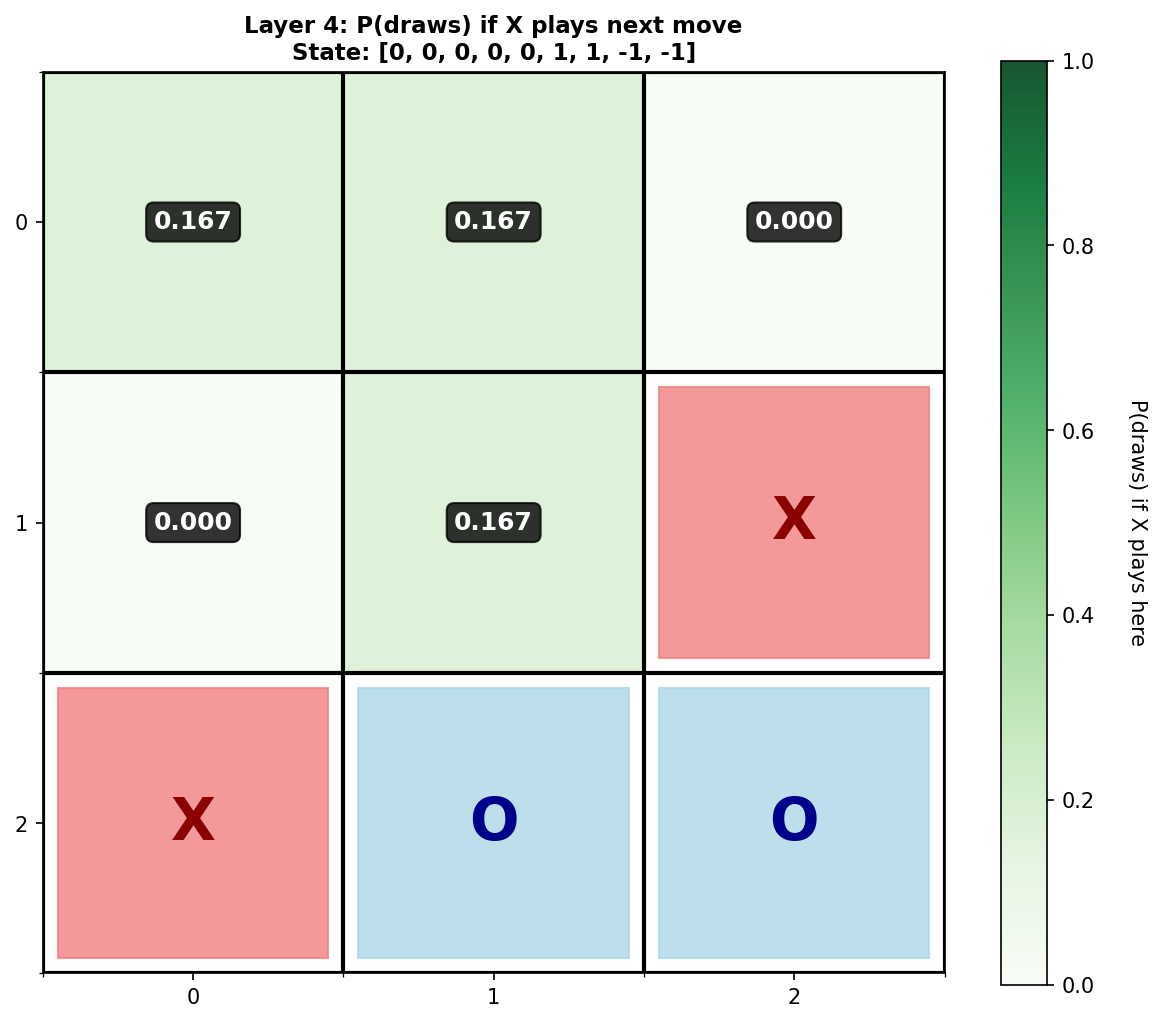 Layer 4: P(draws) if X plays next move
State: [0, 0, 0, 0, 0, 1, 1, -1, -1]
0
0.167
0.167
0.000
1
0.000
0.167
X
2
X
O
O
0
1
2
1.0
0.8
0.6
0.4
0.2
0.0
P(draws) if X plays here